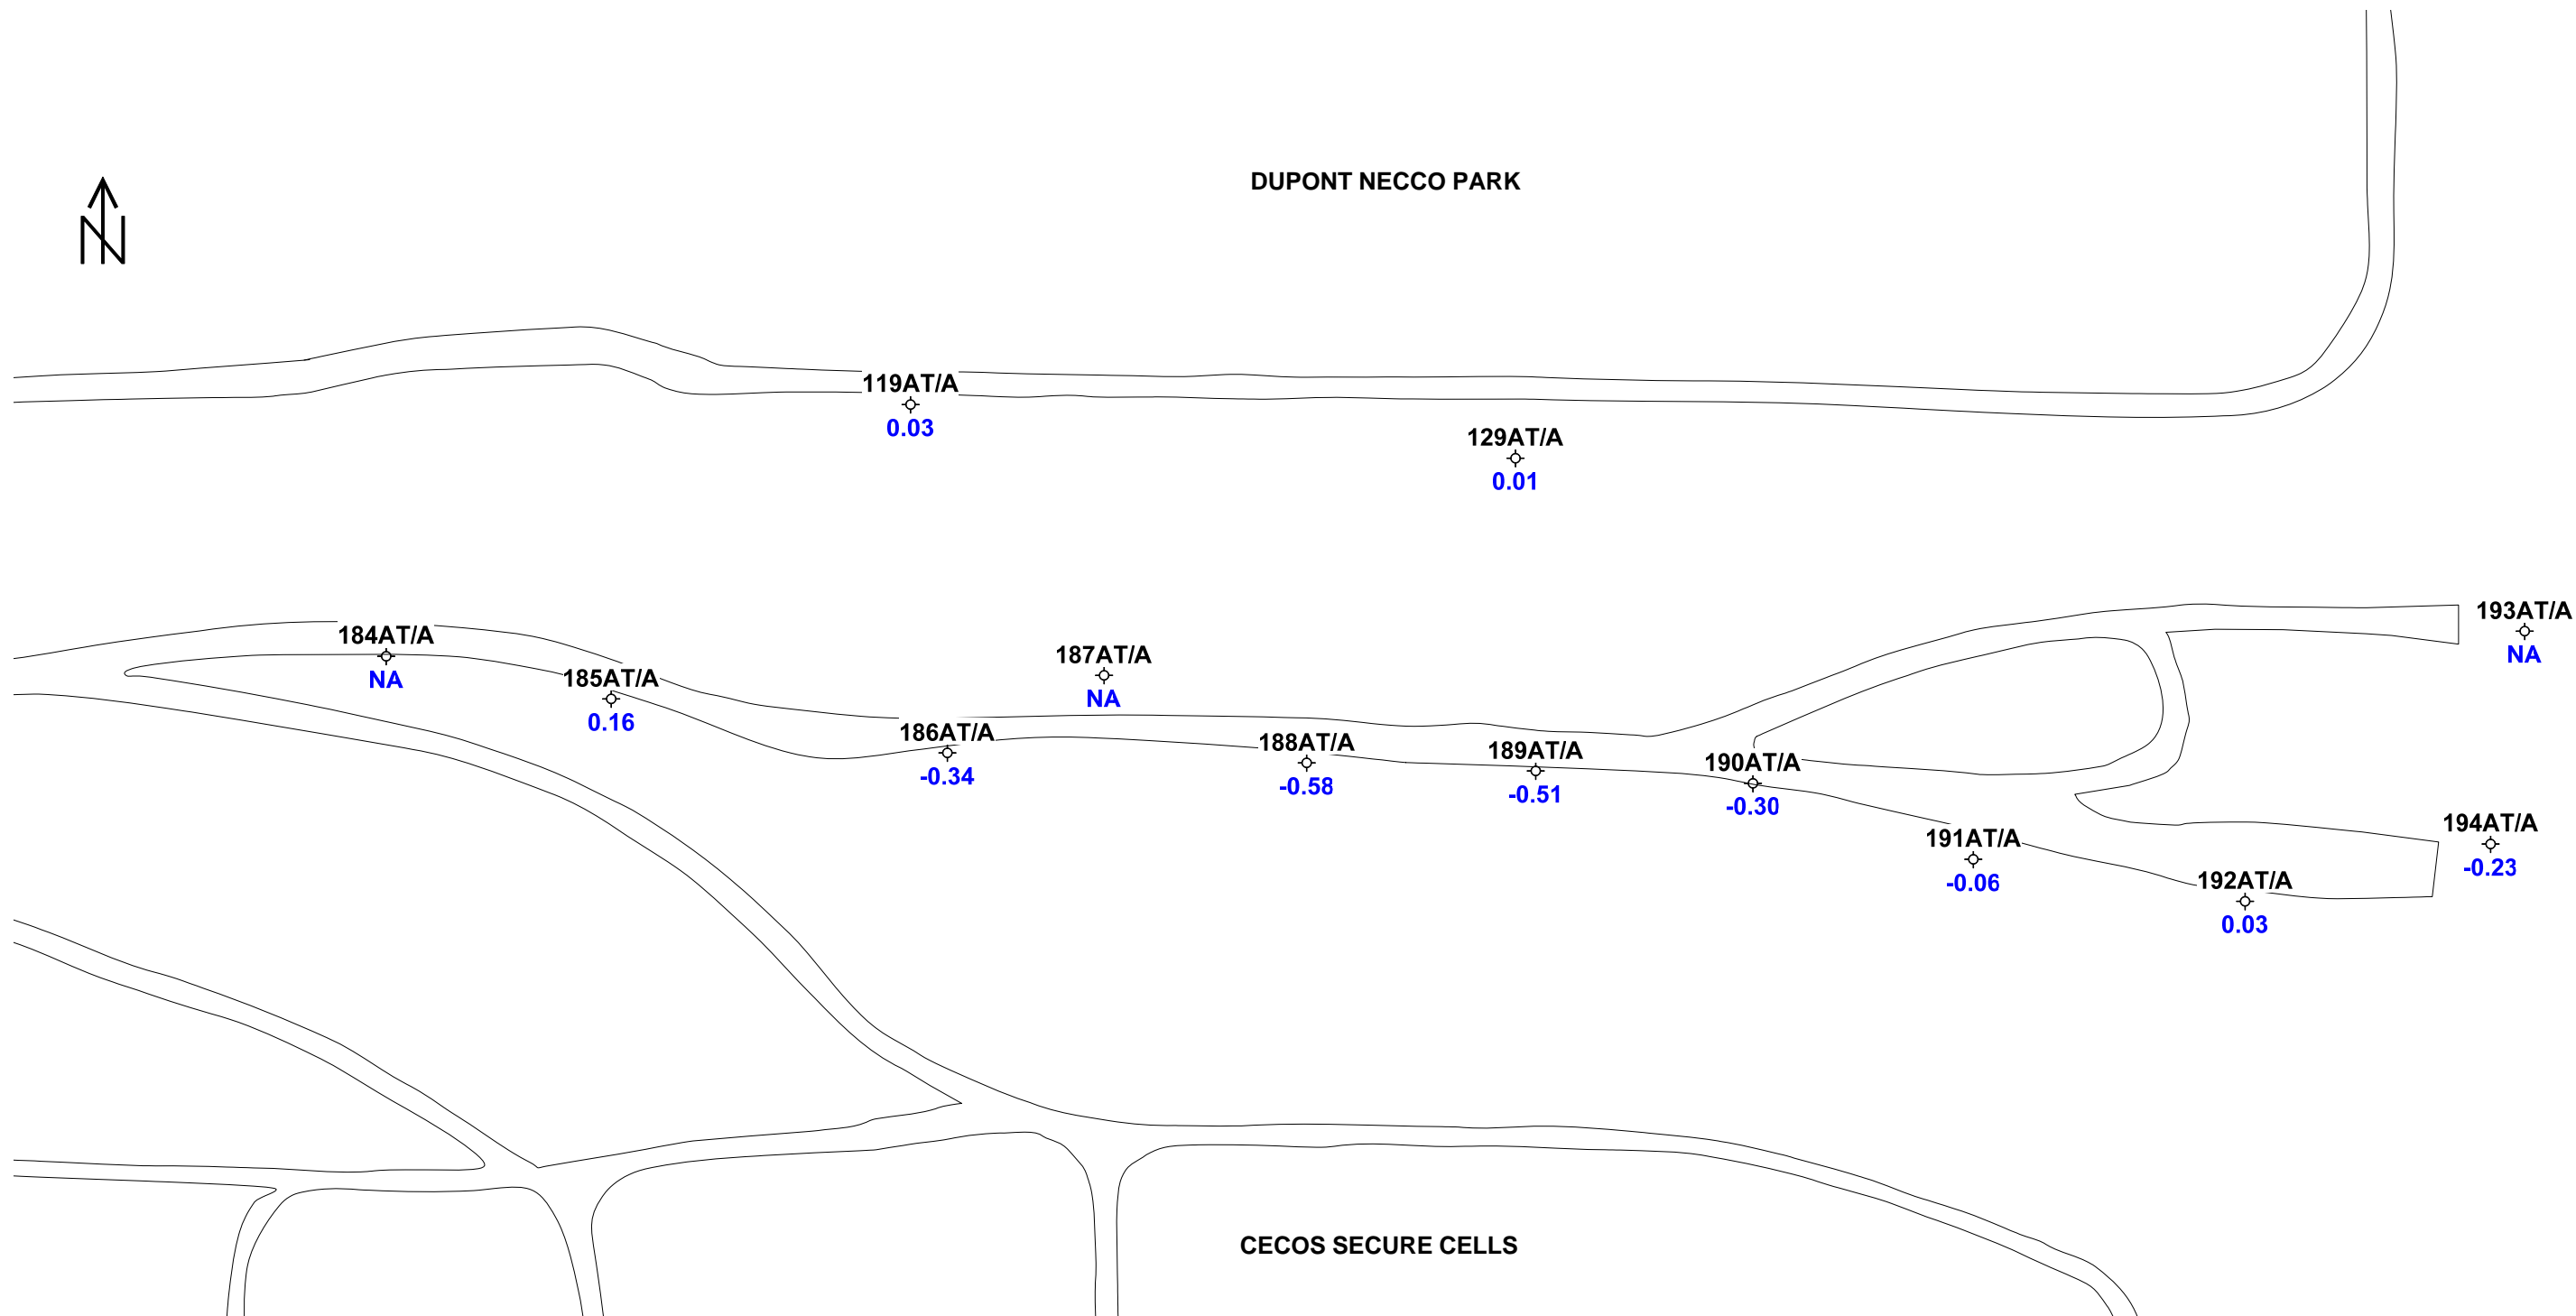 DUPONT NECCO PARK
N
119AT/A
0.03
129AT/A
0.01
193AT/A
NA
184AT/A
NA
187AT/A
NA
185AT/A
0.16
186AT/A
-0.34
188AT/A
-0.58
189AT/A
-0.51
190AT/A
-0.30
191AT/A
-0.06
194AT/A
-0.23
192AT/A
0.03
CECOS SECURE CELLS